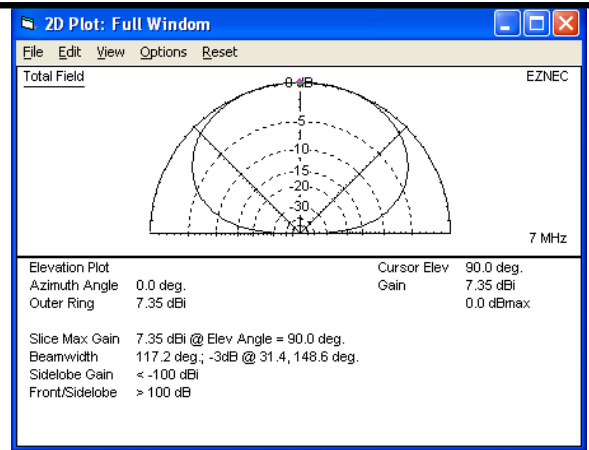 2D Plot: Full Windom
File Edit View Options Reset
Total Field
EZNEC
0 dB
-5
-10
-15
-20
-30
7 MHz
Elevation Plot
Cursor Elev 90.0 deg.
Azimuth Angle 0.0 deg.
Gain 7.35 dBi
Outer Ring 7.35 dBi
0.0 dBmax
Slice Max Gain 7.35 dBi @ Elev Angle = 90.0 deg.
Beamwidth 117.2 deg.; -3dB @ 31.4, 148.6 deg.
Sidelobe Gain < -100 dBi
Front/Sidelobe > 100 dB